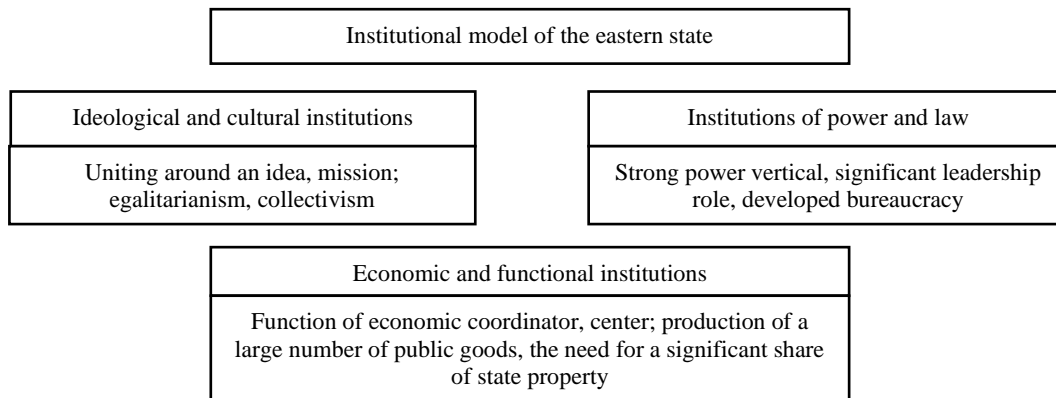 Institutional model of the eastern state
Ideological and cultural institutions
Uniting around an idea, mission;
egalitarianism, collectivism
Institutions of power and law
Strong power vertical, significant leadership
role, developed bureaucracy
Economic and functional institutions
Function of economic coordinator, center; production of a
large number of public goods, the need for a significant share
of state property